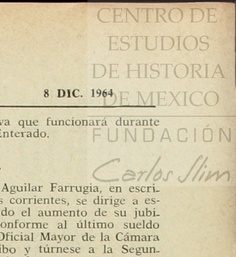 CENTRO DE
ESTUDIOS
DE HISTORIA
8 DIC. 1964
DE MEXICO
va que funcionará durante
Enterado.
FUNDACIÓN
Carlos Slim
Aguilar Farrugia, en escri-
s corrientes, se dirige a es-
do el aumento de su jubi-
onforme al último sueldo
Oficial Mayor de la Cámara
ibo y túrnese a la Segun-